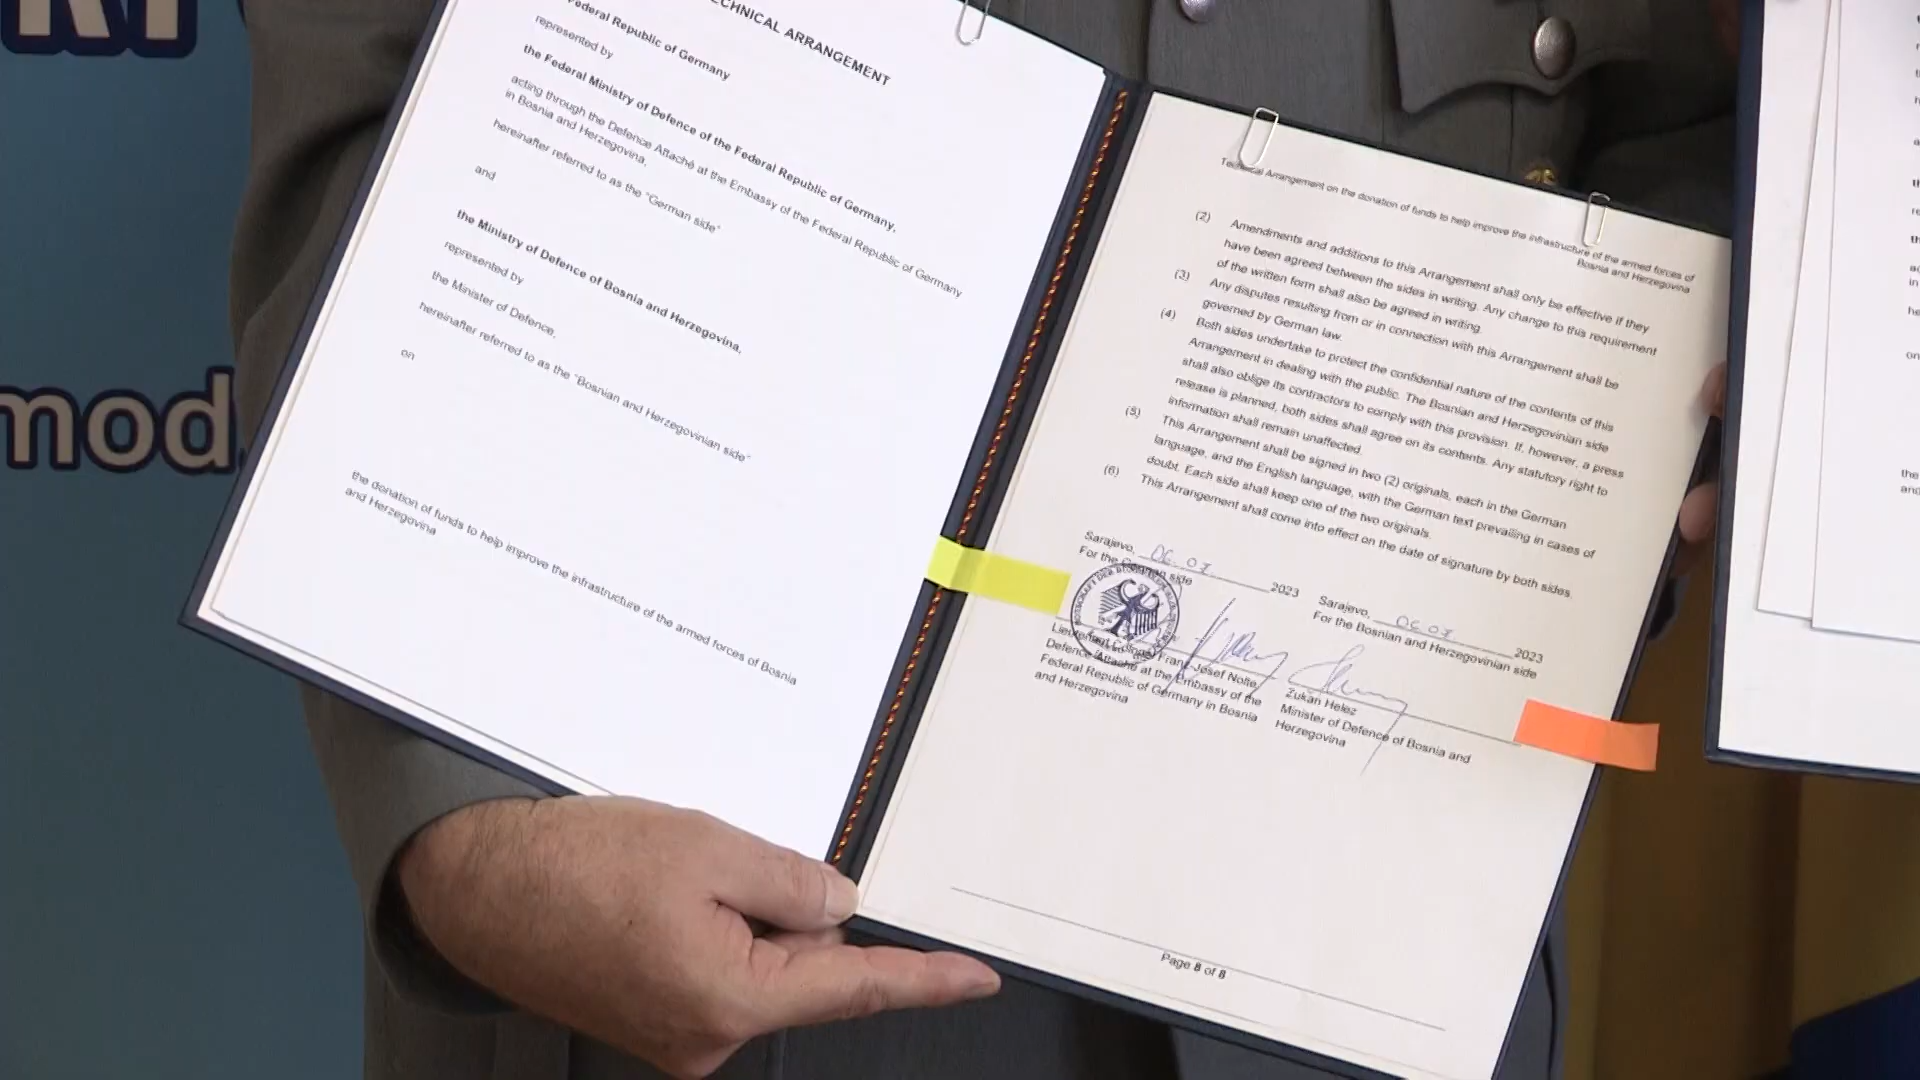 mod.
TECHNICAL ARRANGEMENT
Federal Republic of Germany
represented by
the Federal Ministry of Defence of the Federal Republic of Germany,
acting through the Defence Attaché at the Embassy of the Federal Republic of Germany
in Bosnia and Herzegovina,
hereinafter referred to as the "German side"
and
the Ministry of Defence of Bosnia and Herzegovina,
represented by
the Minister of Defence,
hereinafter referred to as the "Bosnian and Herzegovinian side"
on
the donation of funds to help improve the infrastructure of the armed forces of Bosnia
and Herzegovina
Technical Arrangement on the donation of funds to help improve the infrastructure of the armed forces of
Bosnia and Herzegovina
(2) Amendments and additions to this Arrangement shall only be effective if they
have been agreed between the sides in writing. Any change to this requirement
of the written form shall also be agreed in writing.
(3) Any disputes resulting from or in connection with this Arrangement shall be
governed by German law.
(4) Both sides undertake to protect the confidential nature of the contents of this
Arrangement in dealing with the public. The Bosnian and Herzegovinian side
shall also oblige its contractors to comply with this provision. If, however, a press
release is planned, both sides shall agree on its contents. Any statutory right to
information shall remain unaffected.
(5) This Arrangement shall be signed in two (2) originals, each in the German
language, and the English language, with the German text prevailing in cases of
doubt. Each side shall keep one of the two originals.
(6) This Arrangement shall come into effect on the date of signature by both sides.
Sarajevo, 06.07. 2023
For the German side
Lieutenant Colonel Franz Josef Nolte,
Defence Attaché at the Embassy of the
Federal Republic of Germany in Bosnia
and Herzegovina
Sarajevo, 06.07. 2023
For the Bosnian and Herzegovinian side
Zukan Helez
Minister of Defence of Bosnia and
Herzegovina
Page 8 of 8